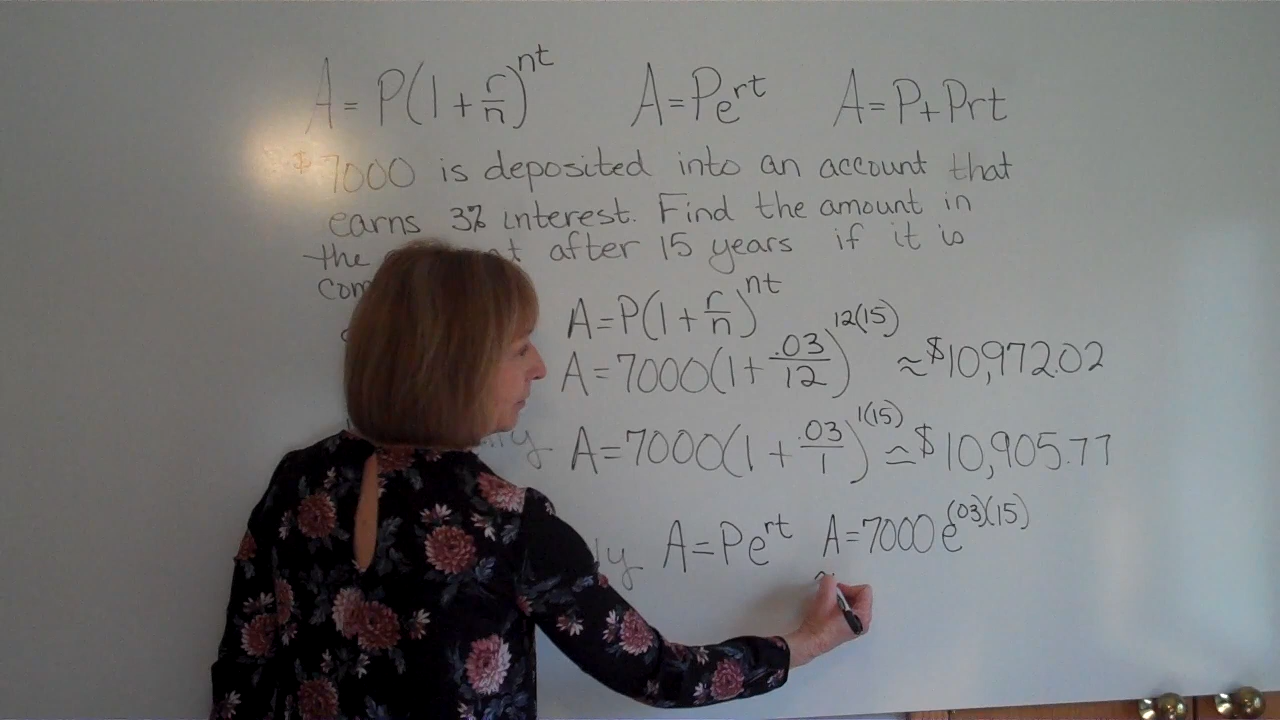 A = P(1 + r/n)^nt A = Pe^rt A = P + Prt
$7000 is deposited into an account that
earns 3% interest. Find the amount in
the after 15 years if it is
A = P(1 + r/n)^nt
A = 7000(1 + .03/12)^12(15) ≈ $10,972.02
A = 7000(1 + .03/1)^1(15) ≃ $10,905.77
A = Pe^rt A = 7000e^(03)(15)